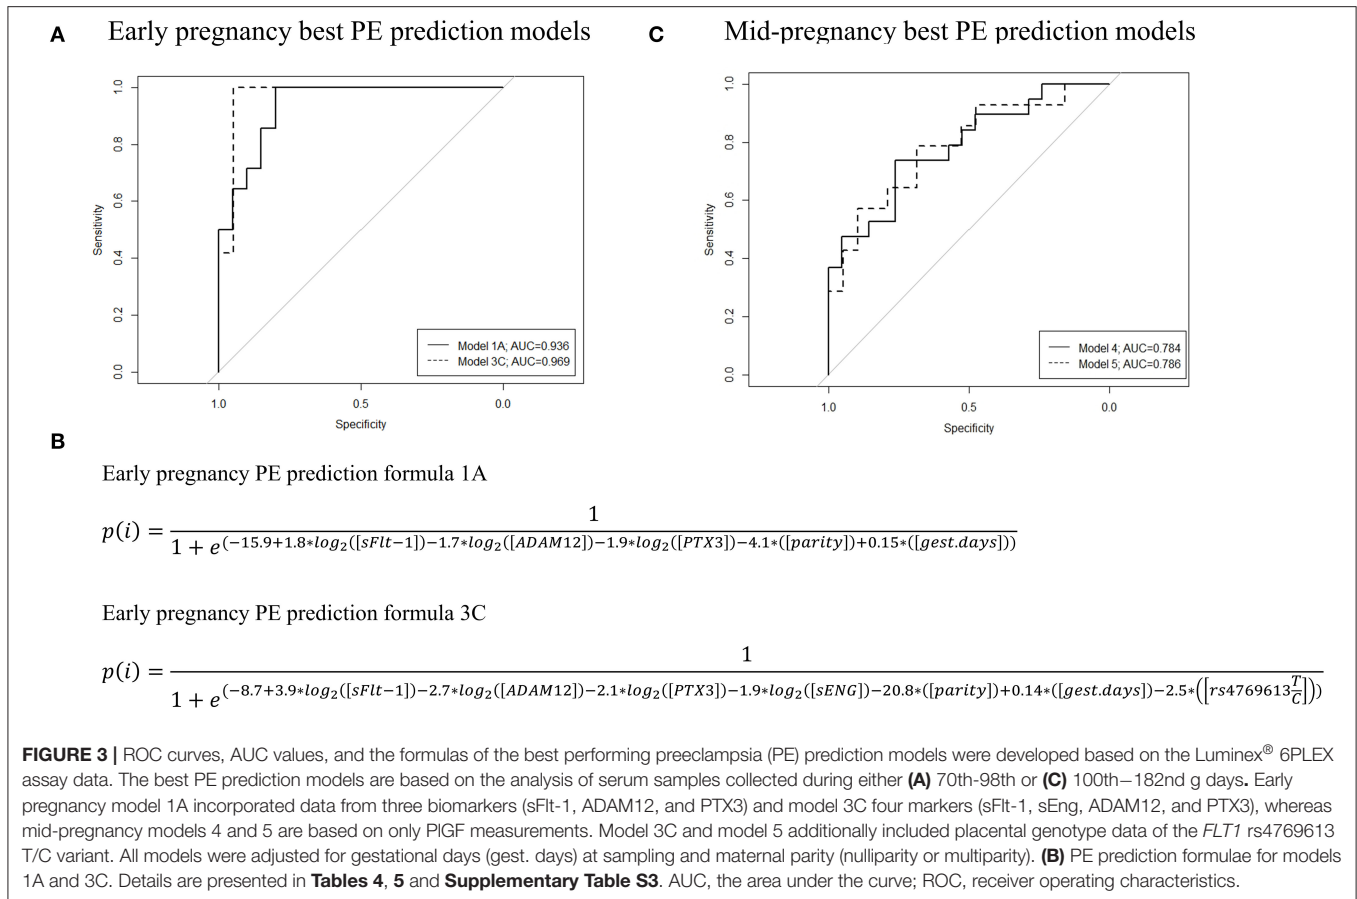 A Early pregnancy best PE prediction models
Sensitivity
0.0 0.2 0.4 0.6 0.8 1.0
Model 1A; AUC=0.936
Model 3C; AUC=0.969
1.0 0.5 0.0
Specificity
C Mid-pregnancy best PE prediction models
Sensitivity
0.0 0.2 0.4 0.6 0.8 1.0
Model 4; AUC=0.784
Model 5; AUC=0.786
1.0 0.5 0.0
Specificity
B
Early pregnancy PE prediction formula 1A
p(i) = 1 / 1 + e^(−15.9+1.8∗log₂([sFlt−1])−1.7∗log₂([ADAM12])−1.9∗log₂([PTX3])−4.1∗([parity])+0.15∗([gest.days]))
Early pregnancy PE prediction formula 3C
p(i) = 1 / 1 + e^(−8.7+3.9∗log₂([sFlt−1])−2.7∗log₂([ADAM12])−2.1∗log₂([PTX3])−1.9∗log₂([sENG])−20.8∗([parity])+0.14∗([gest.days])−2.5∗([rs4769613 T/C]))
FIGURE 3 | ROC curves, AUC values, and the formulas of the best performing preeclampsia (PE) prediction models were developed based on the Luminex® 6PLEX
assay data. The best PE prediction models are based on the analysis of serum samples collected during either (A) 70th-98th or (C) 100th–182nd g days. Early
pregnancy model 1A incorporated data from three biomarkers (sFlt-1, ADAM12, and PTX3) and model 3C four markers (sFlt-1, sEng, ADAM12, and PTX3), whereas
mid-pregnancy models 4 and 5 are based on only PlGF measurements. Model 3C and model 5 additionally included placental genotype data of the FLT1 rs4769613
T/C variant. All models were adjusted for gestational days (gest. days) at sampling and maternal parity (nulliparity or multiparity). (B) PE prediction formulae for models
1A and 3C. Details are presented in Tables 4, 5 and Supplementary Table S3. AUC, the area under the curve; ROC, receiver operating characteristics.